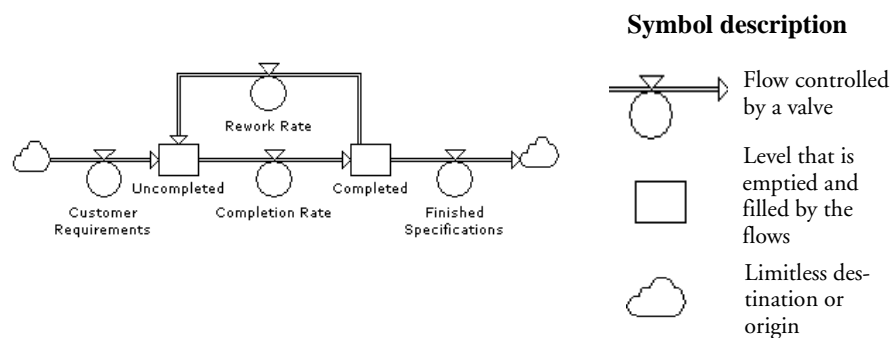 Symbol description
Rework Rate
Uncompleted
Completed
Customer
Requirements
Completion Rate
Finished
Specifications
Flow controlled
by a valve
Level that is
emptied and
filled by the
flows
Limitless des-
tination or
origin